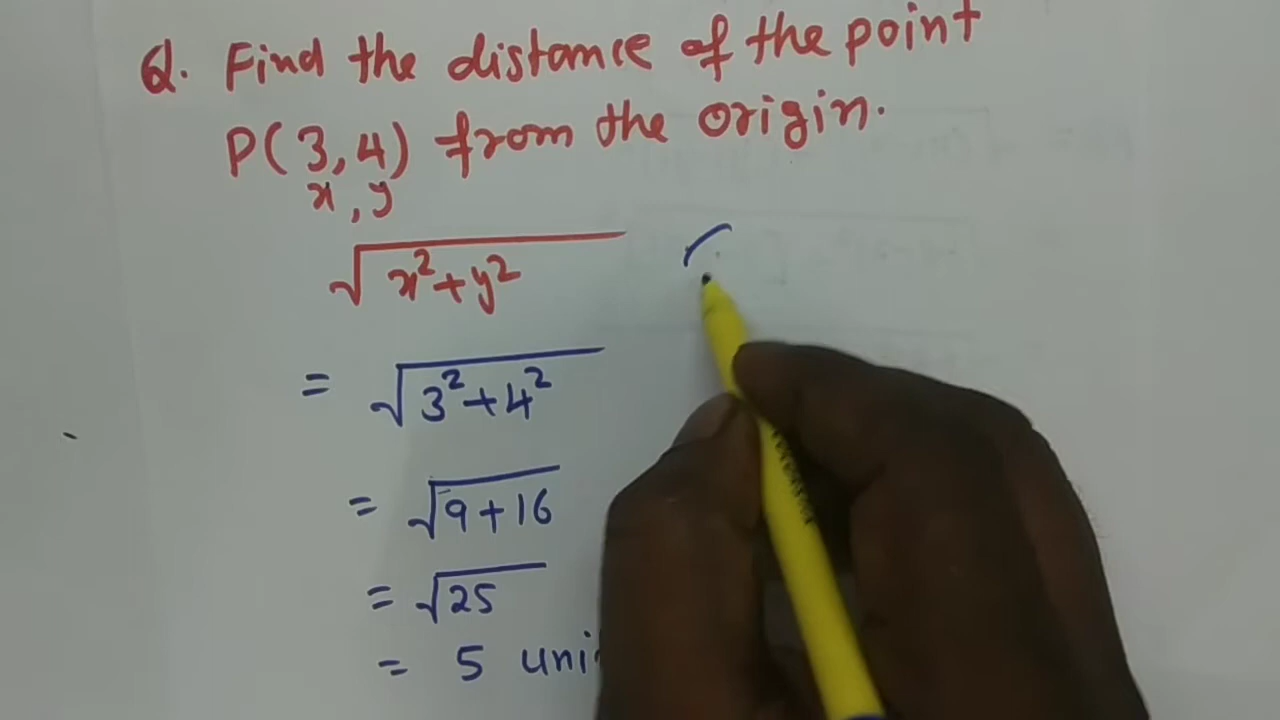 Q. Find the distance of the point
P(3,4) from the origin.
x, y
√x²+y²
= √3²+4²
= √9+16
= √25
= 5